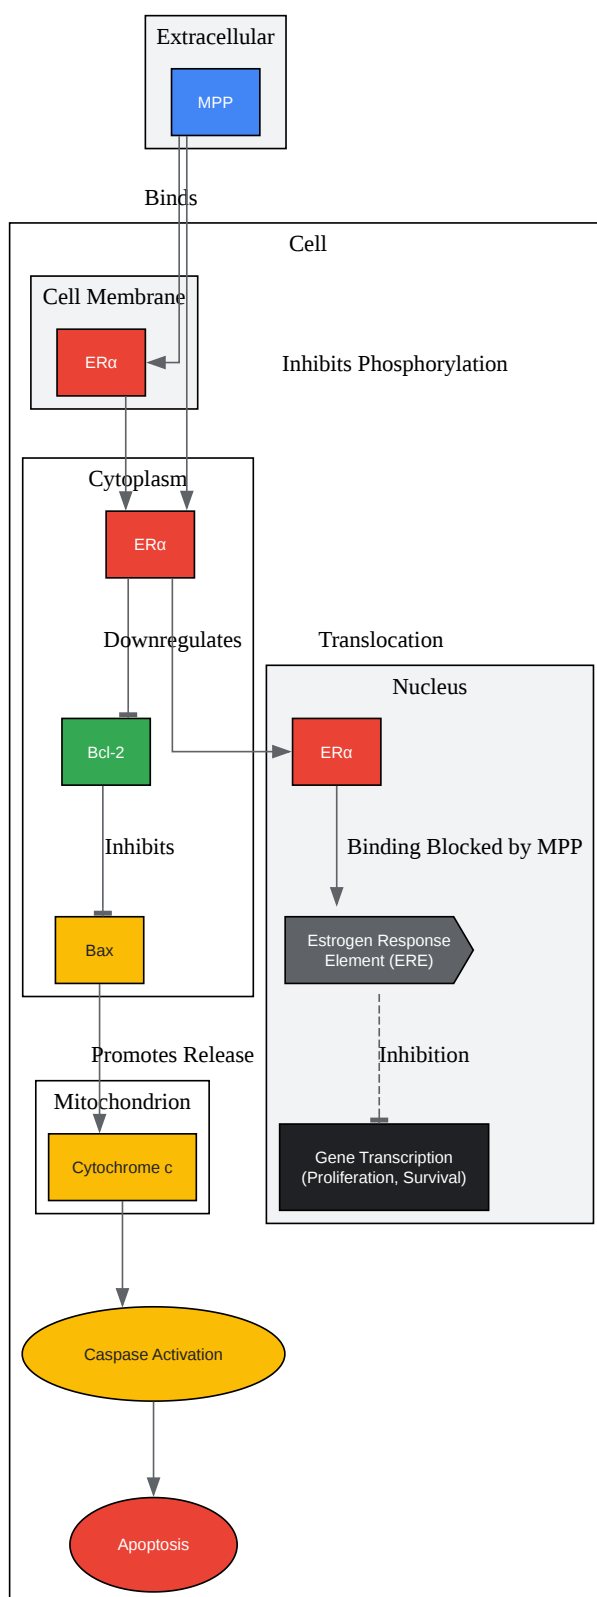 Extracellular
MPP
Binds
Cell
Cell Membrane
ERα
Inhibits Phosphorylation
Cytoplasm
ERα
Downregulates
Translocation
Nucleus
Bcl-2
ERα
Inhibits
Binding Blocked by MPP
Bax
Estrogen Response
Element (ERE)
Promotes Release
Inhibition
Mitochondrion
Cytochrome c
Gene Transcription
(Proliferation, Survival)
Caspase Activation
Apoptosis